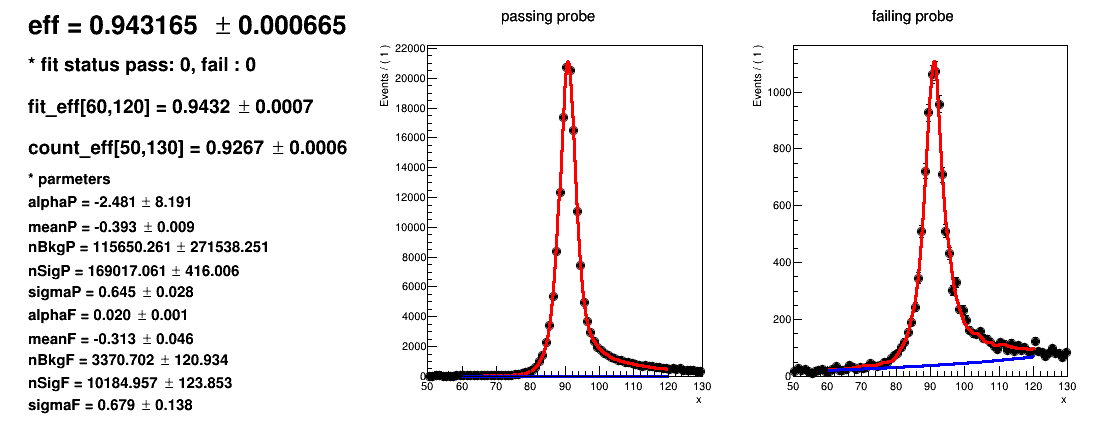 eff = 0.943165 ± 0.000665
* fit status pass: 0, fail : 0
fit_eff[60,120] = 0.9432 ± 0.0007
count_eff[50,130] = 0.9267 ± 0.0006
* parmeters
alphaP = -2.481 ± 8.191
meanP = -0.393 ± 0.009
nBkgP = 115650.261 ± 271538.251
nSigP = 169017.061 ± 416.006
sigmaP = 0.645 ± 0.028
alphaF = 0.020 ± 0.001
meanF = -0.313 ± 0.046
nBkgF = 3370.702 ± 120.934
nSigF = 10184.957 ± 123.853
sigmaF = 0.679 ± 0.138
passing probe
Events / ( 1 )
22000
20000
18000
16000
14000
12000
10000
8000
6000
4000
2000
0
50 60 70 80 90 100 110 120 130
x
failing probe
Events / ( 1 )
1000
800
600
400
200
0
50 60 70 80 90 100 110 120 130
x